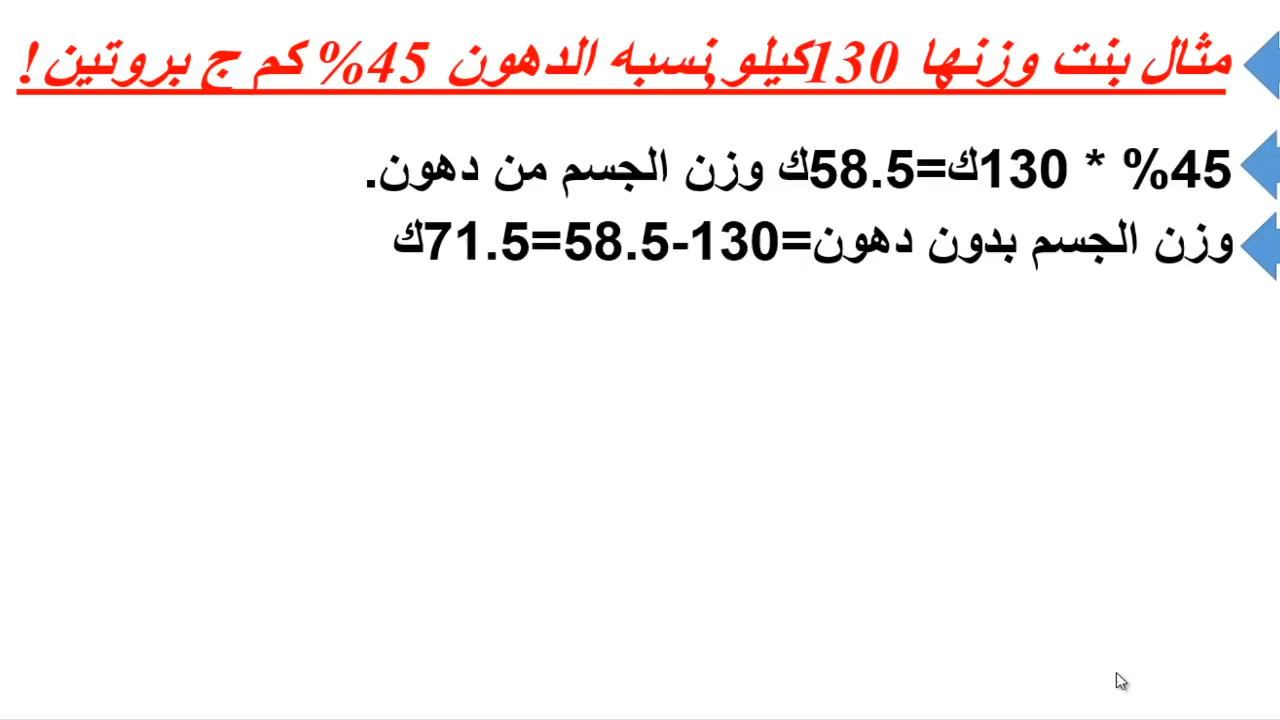 مثال بنت وزنها 130كيلو,نسبه الدهون 45% كم ج بروتين!
45% * 130ك=58.5ك وزن الجسم من دهون.
وزن الجسم بدون دهون=130-58.5=71.5ك